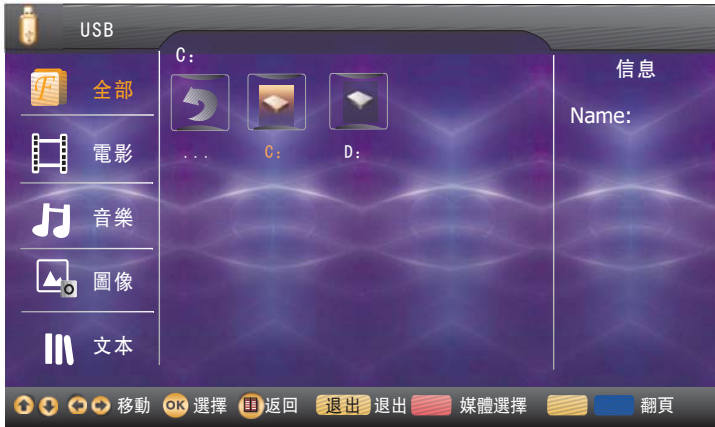 USB
C:
全部
電影
音樂
圖像
文本
...
C:
D:
信息
Name:
移動 OK 選擇 返回 退出 退出 媒體選擇 翻頁